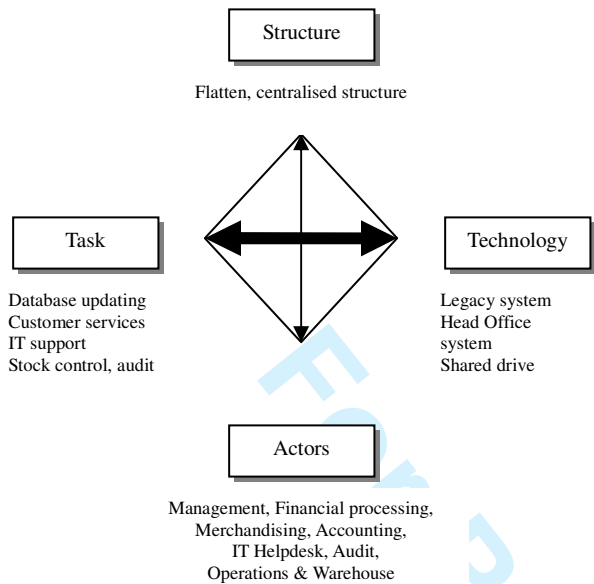 Structure
Flatten, centralised structure
Task
Technology
Database updating
Customer services
IT support
Stock control, audit
Legacy system
Head Office
system
Shared drive
Actors
Management, Financial processing,
Merchandising, Accounting,
IT Helpdesk, Audit,
Operations & Warehouse
For P